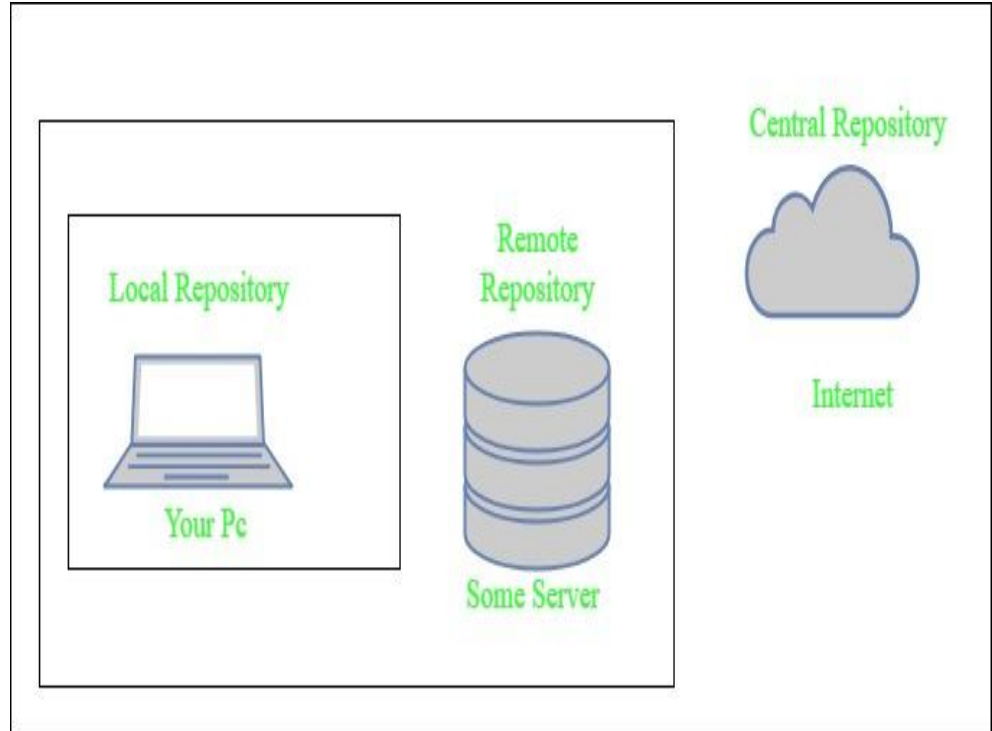 Central Repository
Remote
Repository
Local Repository
Internet
Your Pc
Some Server